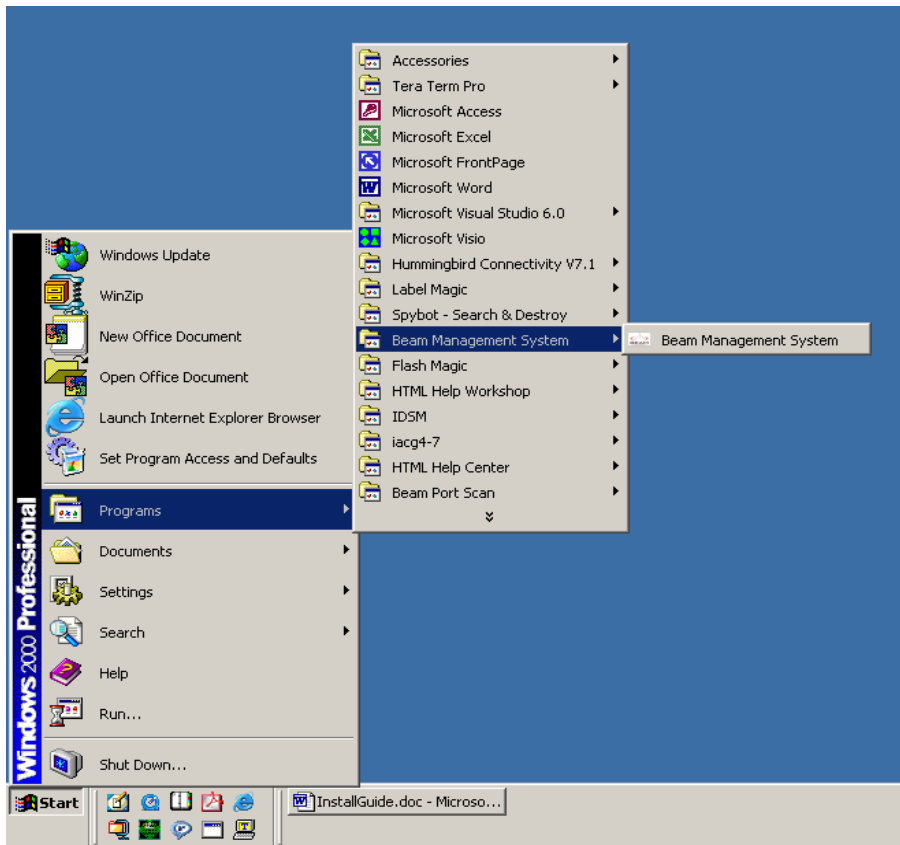 Accessories
Tera Term Pro
Microsoft Access
Microsoft Excel
Microsoft FrontPage
Microsoft Word
Microsoft Visual Studio 6.0
Microsoft Visio
Hummingbird Connectivity V7.1
Label Magic
Spybot - Search & Destroy
Beam Management System
Beam Management System
Flash Magic
HTML Help Workshop
IDSM
iacg4-7
HTML Help Center
Beam Port Scan
Windows Update
WinZip
New Office Document
Open Office Document
Launch Internet Explorer Browser
Set Program Access and Defaults
Programs
Documents
Settings
Search
Help
Run...
Shut Down...
Windows 2000 Professional
Start
InstallGuide.doc - Microso...